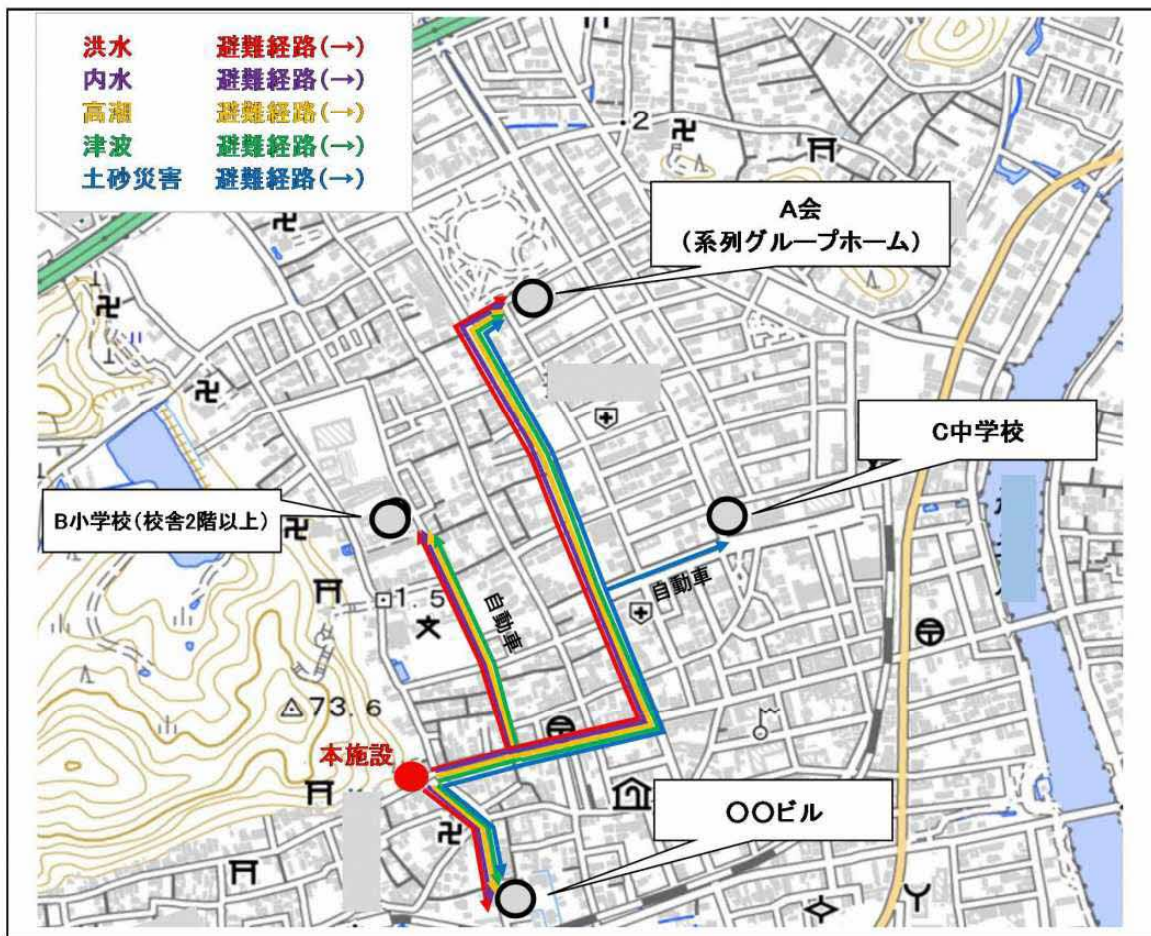 洪水 避難経路(→)
内水 避難経路(→)
高潮 避難経路(→)
津波 避難経路(→)
土砂災害 避難経路(→)
・2
A会
(系列グループホーム)
C中学校
B小学校(校舎2階以上)
自動車
1.5
自動車
73.6
本施設
〇〇ビル